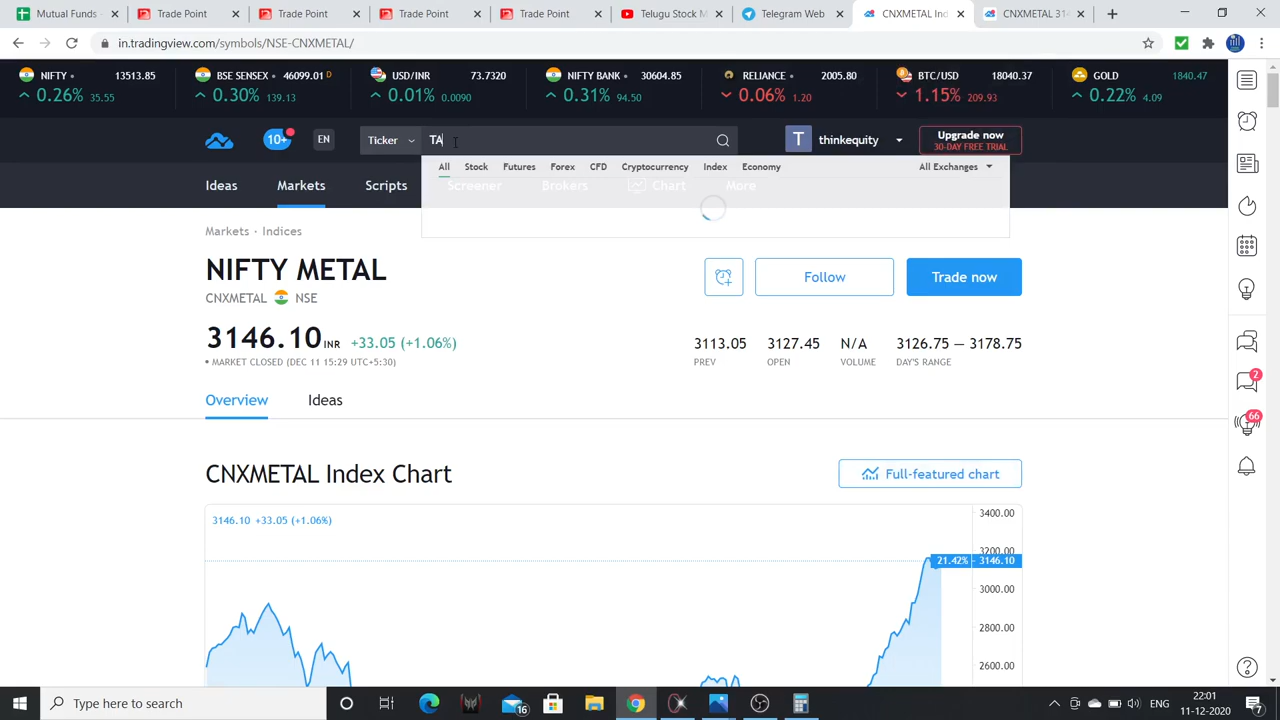 Mutual Funds -
Trade Point
Trade Point
Trade Point
Trade Point
Telugu Stock M
Telegram Web
CNXMETAL Ind
CNXMETAL 314
in.tradingview.com/symbols/NSE-CNXMETAL/
NIFTY 13513.85
0.26% 35.55
BSE SENSEX 46099.01 D
0.30% 139.13
USD/INR 73.7320
0.01% 0.0090
NIFTY BANK 30604.85
0.31% 94.50
RELIANCE 2005.80
0.06% 1.20
BTC/USD 18040.37
1.15% 209.93
GOLD 1840.47
0.22% 4.09
10+
EN
Ticker
TA
T
thinkequity
Upgrade now
30-DAY FREE TRIAL
All Stock Futures Forex CFD Cryptocurrency Index Economy All Exchanges
Ideas Markets Scripts Screener Brokers Chart More
Markets · Indices
NIFTY METAL
CNXMETAL NSE
Follow
Trade now
3146.10 INR +33.05 (+1.06%)
• MARKET CLOSED (DEC 11 15:29 UTC+5:30)
3113.05 3127.45 N/A 3126.75 — 3178.75
PREV OPEN VOLUME DAY'S RANGE
Overview Ideas
CNXMETAL Index Chart
Full-featured chart
3146.10 +33.05 (+1.06%)
3400.00
3200.00
21.42% 3146.10
3000.00
2800.00
2600.00
2
66
Type here to search
16
ENG
22:01
11-12-2020
7